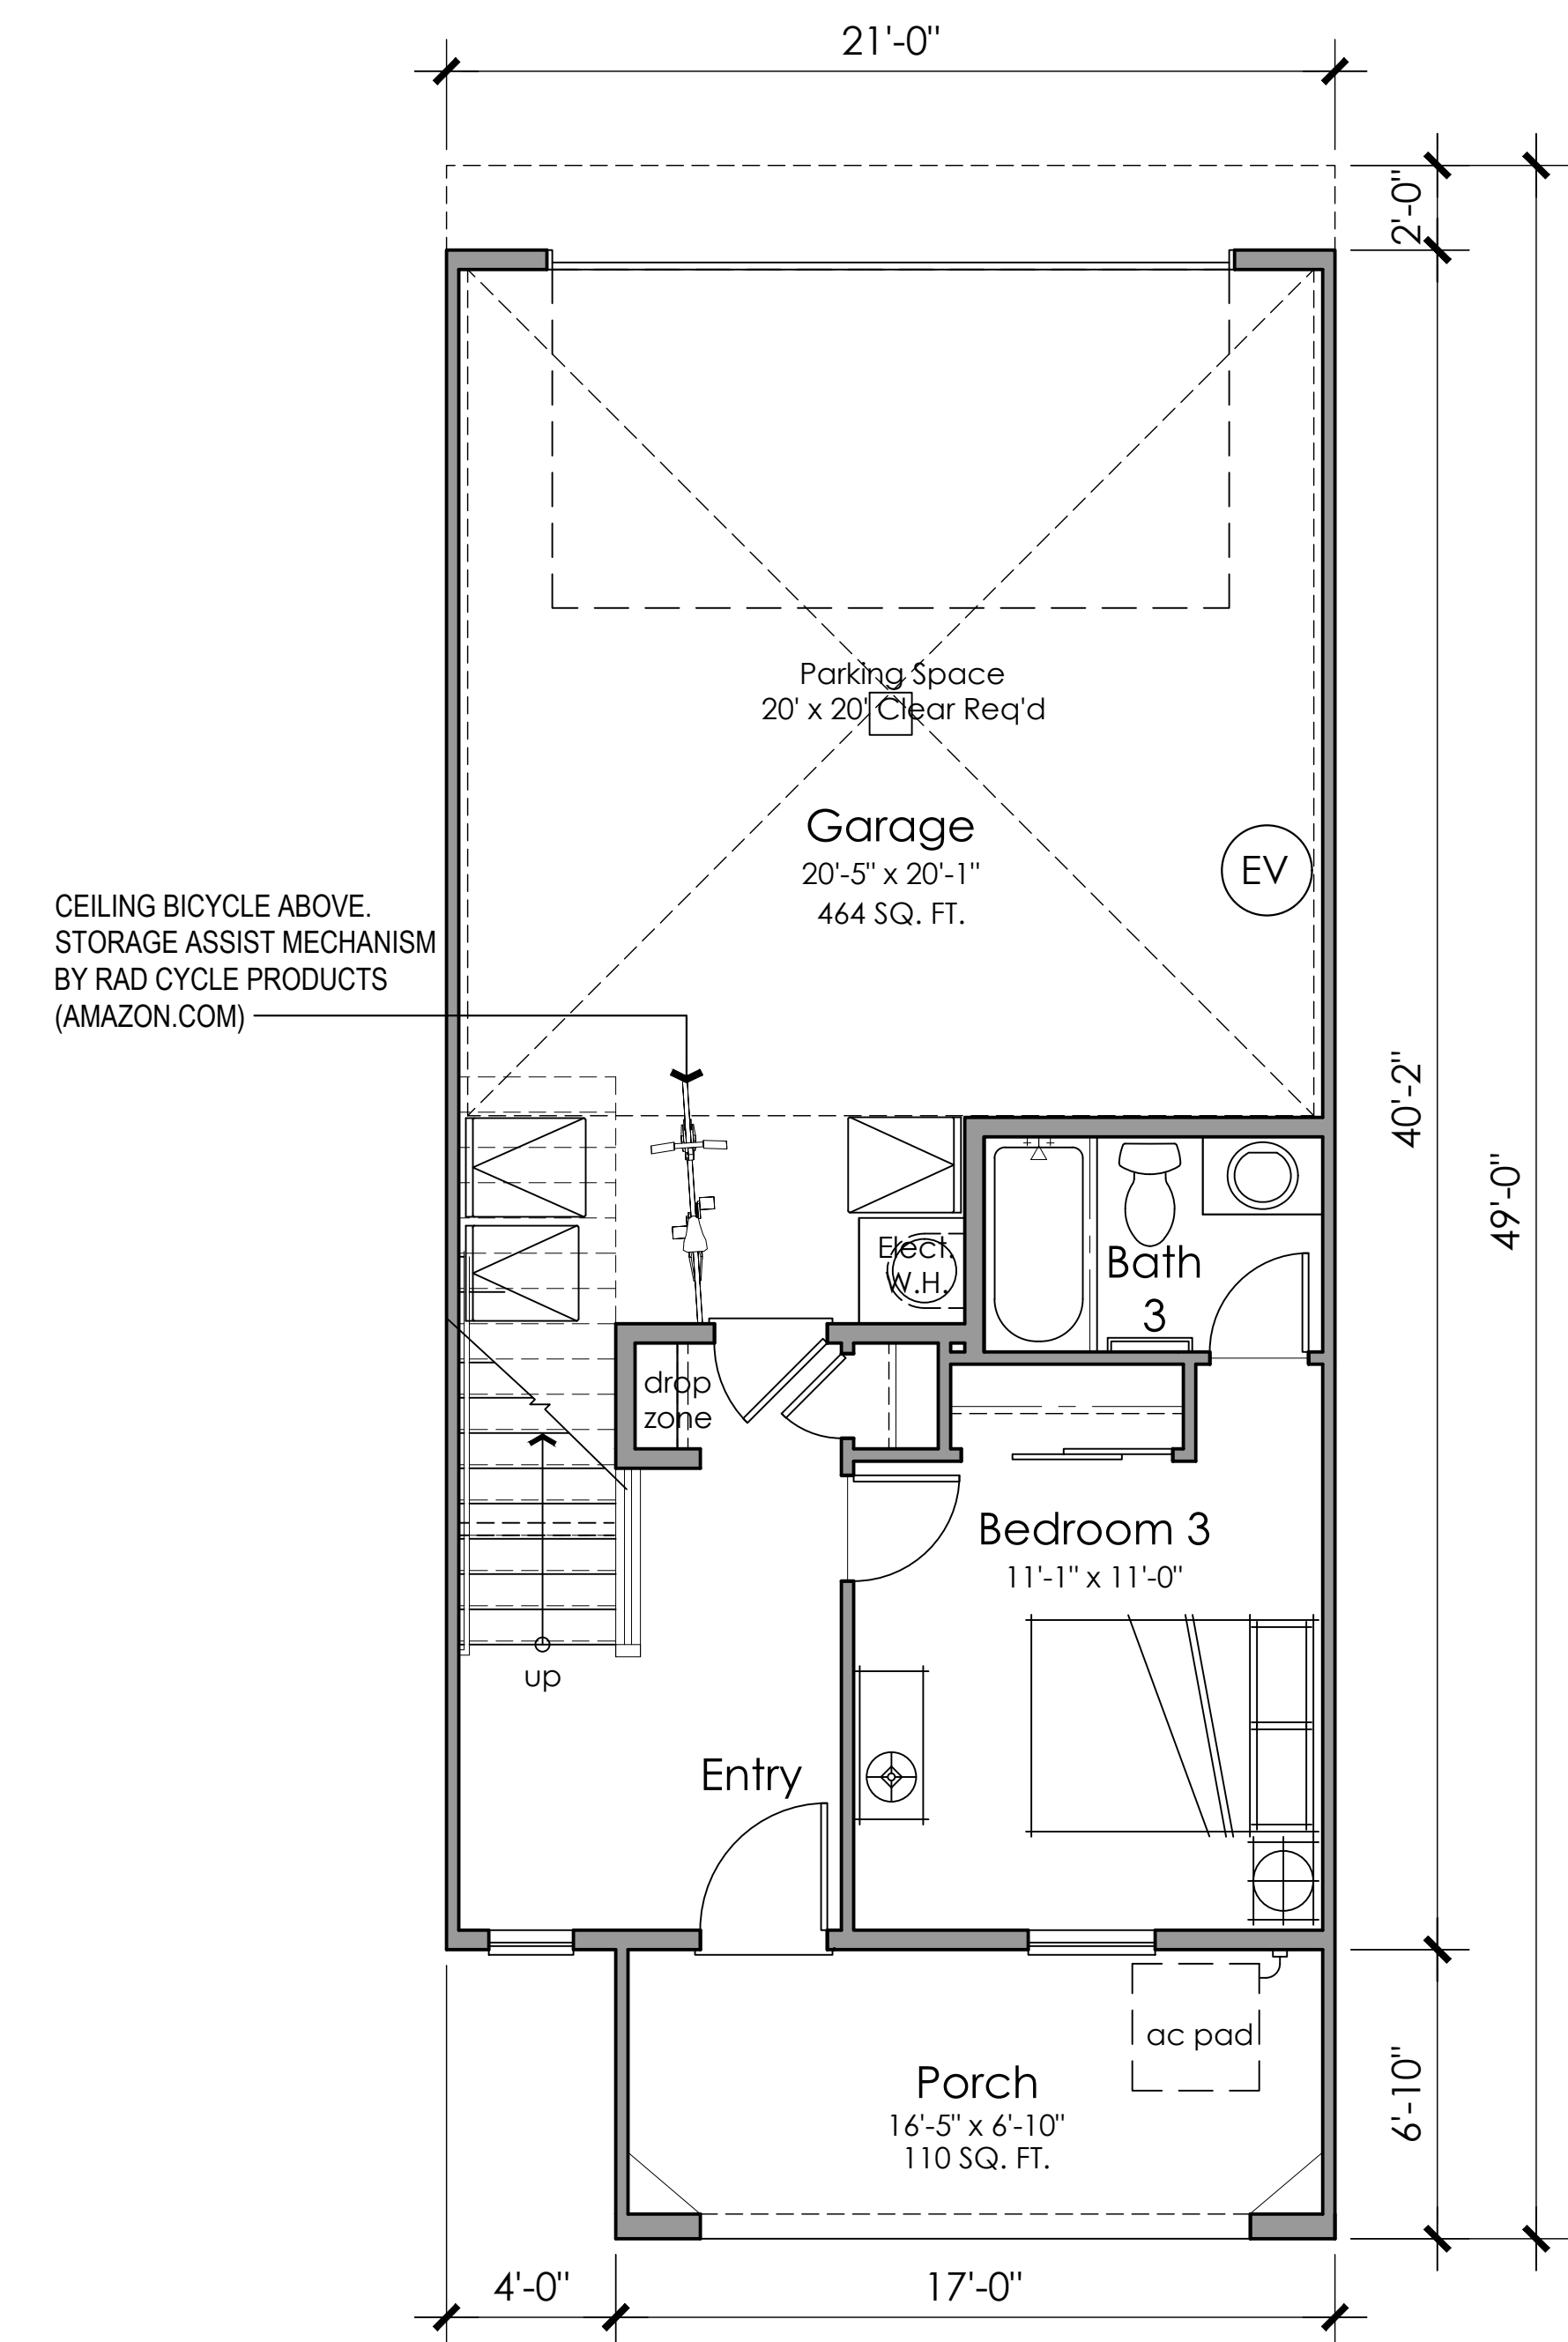 21'-0"
2'-0"
Parking Space
20' x 20' Clear Req'd
Garage
20'-5" x 20'-1"
464 SQ. FT.
EV
CEILING BICYCLE ABOVE.
STORAGE ASSIST MECHANISM
BY RAD CYCLE PRODUCTS
(AMAZON.COM)
40'-2"
49'-0"
Elect.
W.H.
Bath
3
drop
zone
Bedroom 3
11'-1" x 11'-0"
up
Entry
ac pad
Porch
16'-5" x 6'-10"
110 SQ. FT.
6'-10"
4'-0"
17'-0"